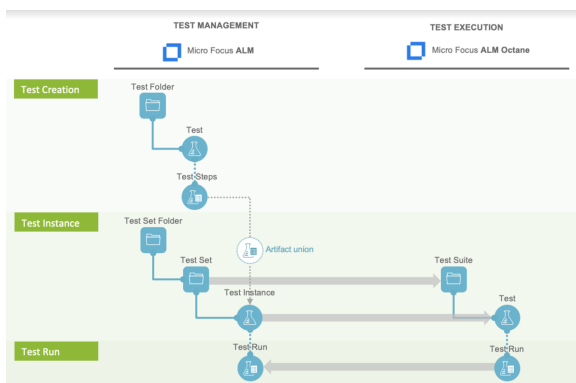 TEST MANAGEMENT
TEST EXECUTION
Micro Focus ALM
Micro Focus ALM Octane
Test Creation
Test Folder
Test
Test Steps
Test Instance
Test Set Folder
Artifact union
Test Set
Test Suite
Test Instance
Test
Test Run
Test Run
Test Run